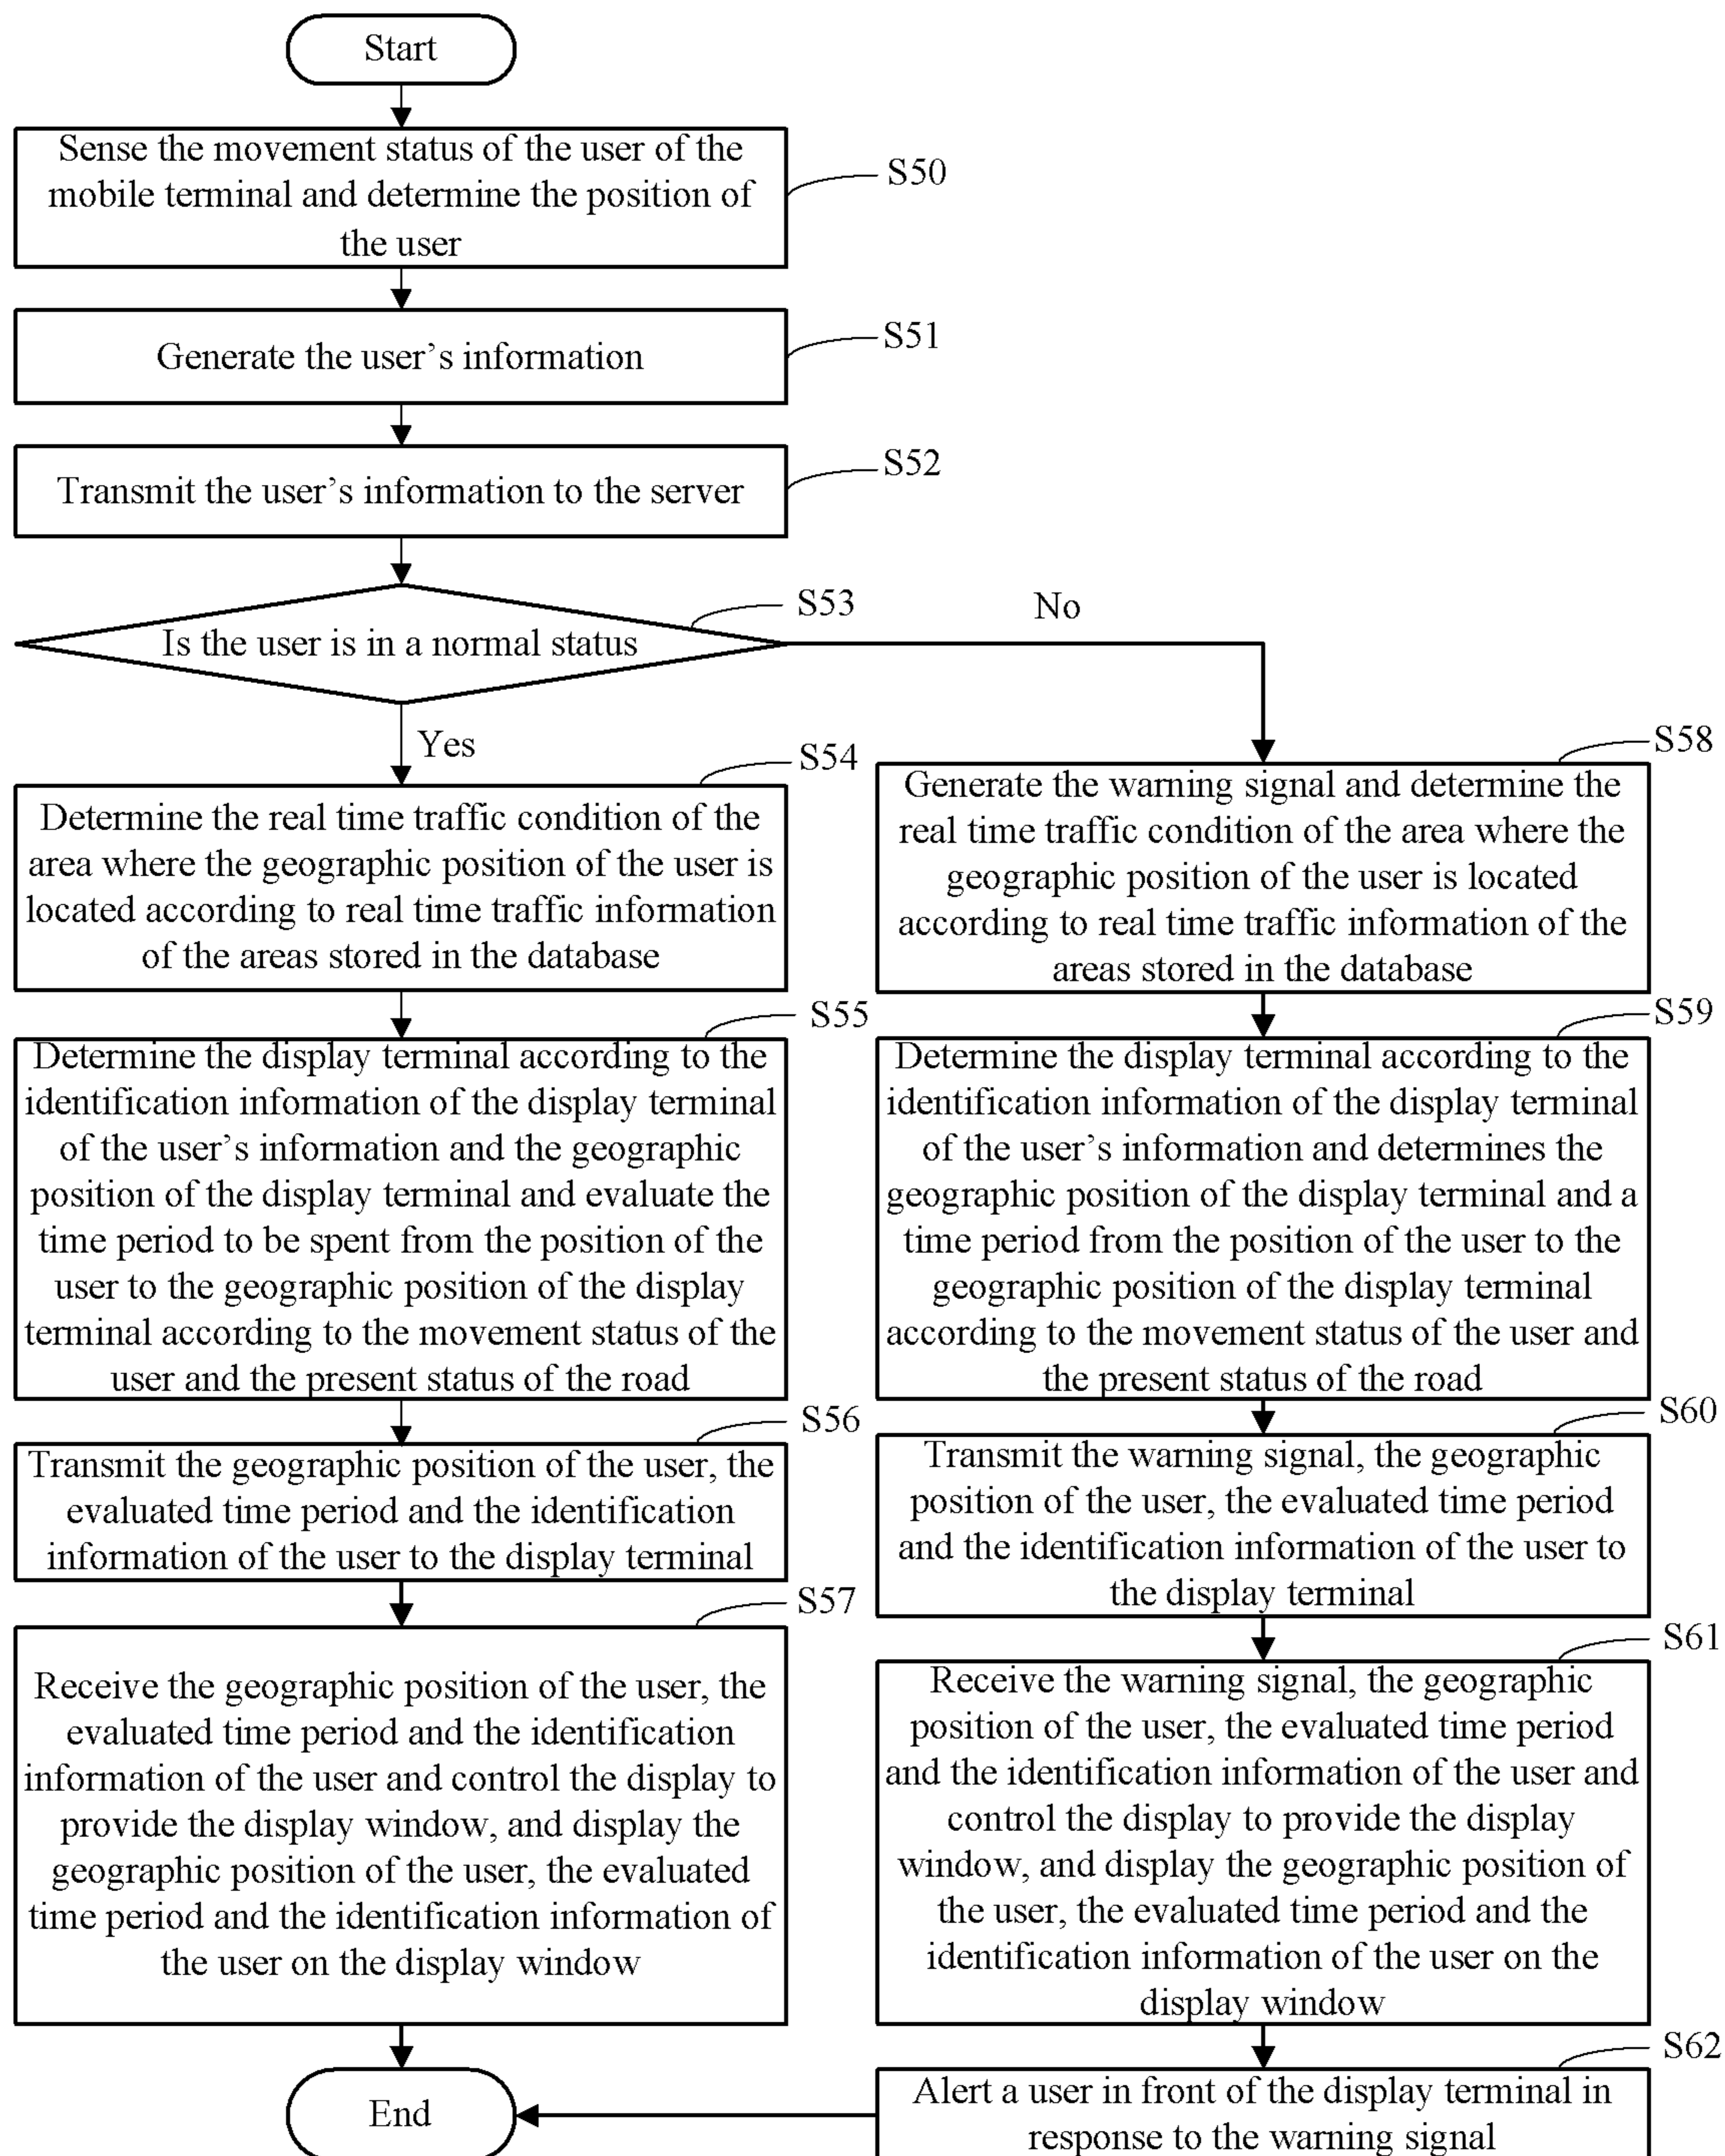 Start
Sense the movement status of the user of the
mobile terminal and determine the position of
the user
S50
Generate the user’s information
S51
Transmit the user’s information to the server
S52
Is the user is in a normal status
S53
No
Yes
S54
Determine the real time traffic condition of the
area where the geographic position of the user is
located according to real time traffic information
of the areas stored in the database
S55
Determine the display terminal according to the
identification information of the display terminal
of the user’s information and the geographic
position of the display terminal and evaluate the
time period to be spent from the position of the
user to the geographic position of the display
terminal according to the movement status of the
user and the present status of the road
S56
Transmit the geographic position of the user, the
evaluated time period and the identification
information of the user to the display terminal
S57
Receive the geographic position of the user, the
evaluated time period and the identification
information of the user and control the display to
provide the display window, and display the
geographic position of the user, the evaluated
time period and the identification information of
the user on the display window
S58
Generate the warning signal and determine the
real time traffic condition of the area where the
geographic position of the user is located
according to real time traffic information of the
areas stored in the database
S59
Determine the display terminal according to the
identification information of the display terminal
of the user’s information and determines the
geographic position of the display terminal and a
time period from the position of the user to the
geographic position of the display terminal
according to the movement status of the user and
the present status of the road
S60
Transmit the warning signal, the geographic
position of the user, the evaluated time period
and the identification information of the user to
the display terminal
S61
Receive the warning signal, the geographic
position of the user, the evaluated time period
and the identification information of the user and
control the display to provide the display
window, and display the geographic position of
the user, the evaluated time period and the
identification information of the user on the
display window
S62
Alert a user in front of the display terminal in
response to the warning signal
End